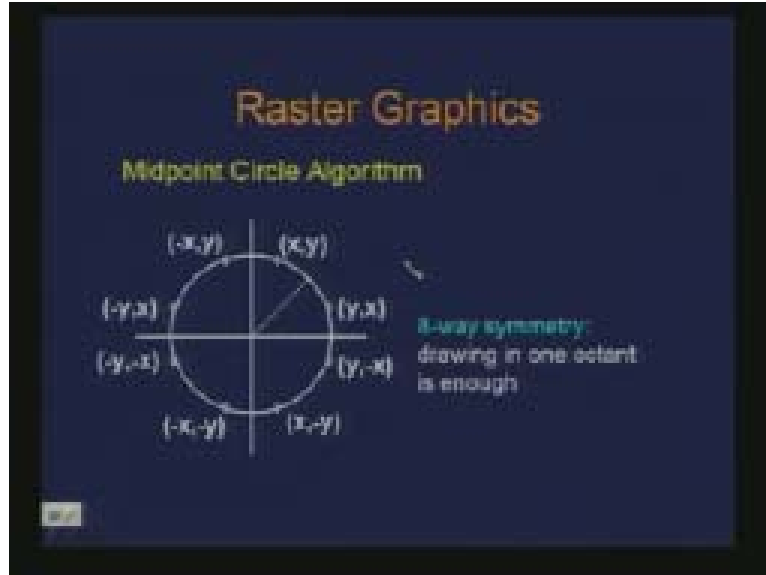 Raster Graphics
Midpoint Circle Algorithm
(-x,y) (x,y)
(-y,x) (y,x)
8-way symmetry:
drawing in one octant
(-y,-x) (y,-x)
is enough
(-x,-y) (x,-y)